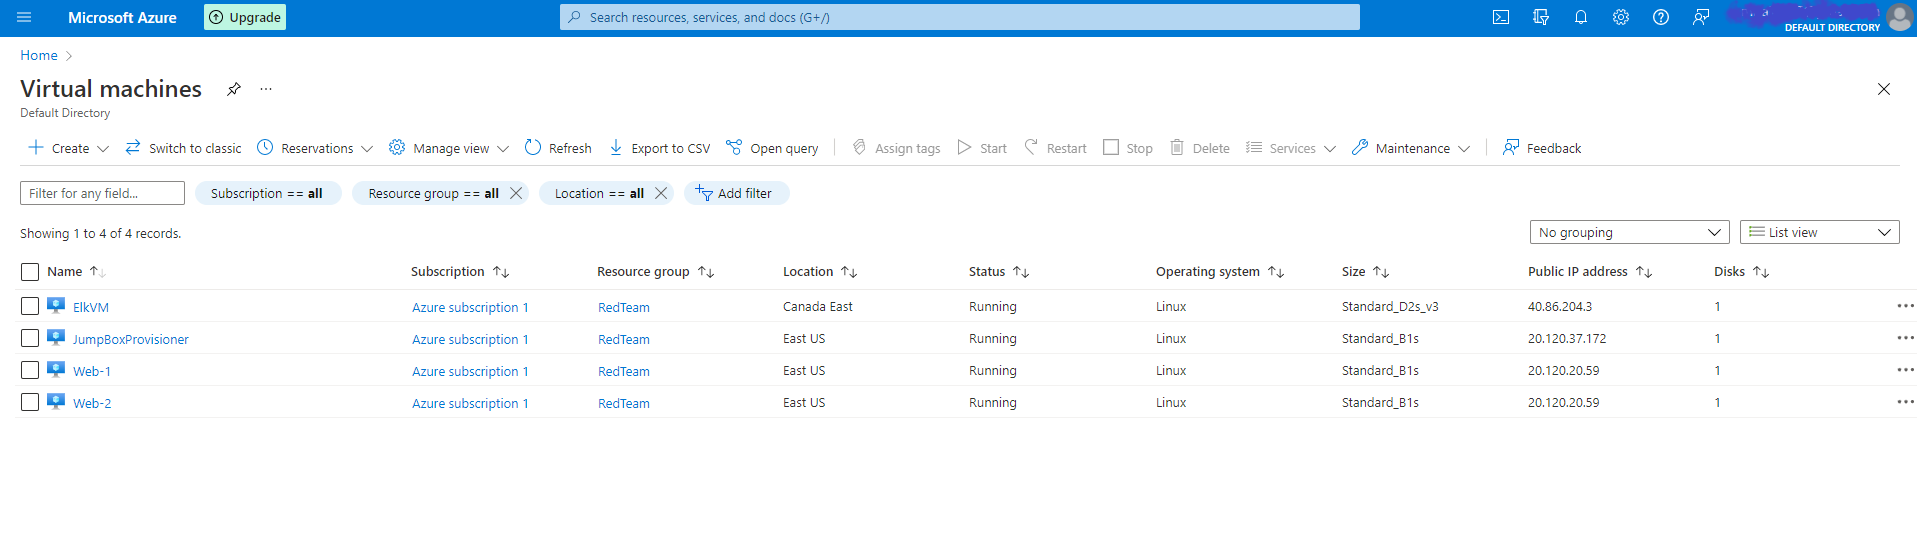 Microsoft Azure Upgrade Search resources, services, and docs (G+/)
DEFAULT DIRECTORY
Home
Virtual machines
Default Directory
Create Switch to classic Reservations Manage view Refresh Export to CSV Open query Assign tags Start Restart Stop Delete Services Maintenance Feedback
Filter for any field... Subscription == all Resource group == all Location == all Add filter
Showing 1 to 4 of 4 records. No grouping List view
Name Subscription Resource group Location Status Operating system Size Public IP address Disks
ElkVM Azure subscription 1 RedTeam Canada East Running Linux Standard_D2s_v3 40.86.204.3 1
JumpBoxProvisioner Azure subscription 1 RedTeam East US Running Linux Standard_B1s 20.120.37.172 1
Web-1 Azure subscription 1 RedTeam East US Running Linux Standard_B1s 20.120.20.59 1
Web-2 Azure subscription 1 RedTeam East US Running Linux Standard_B1s 20.120.20.59 1